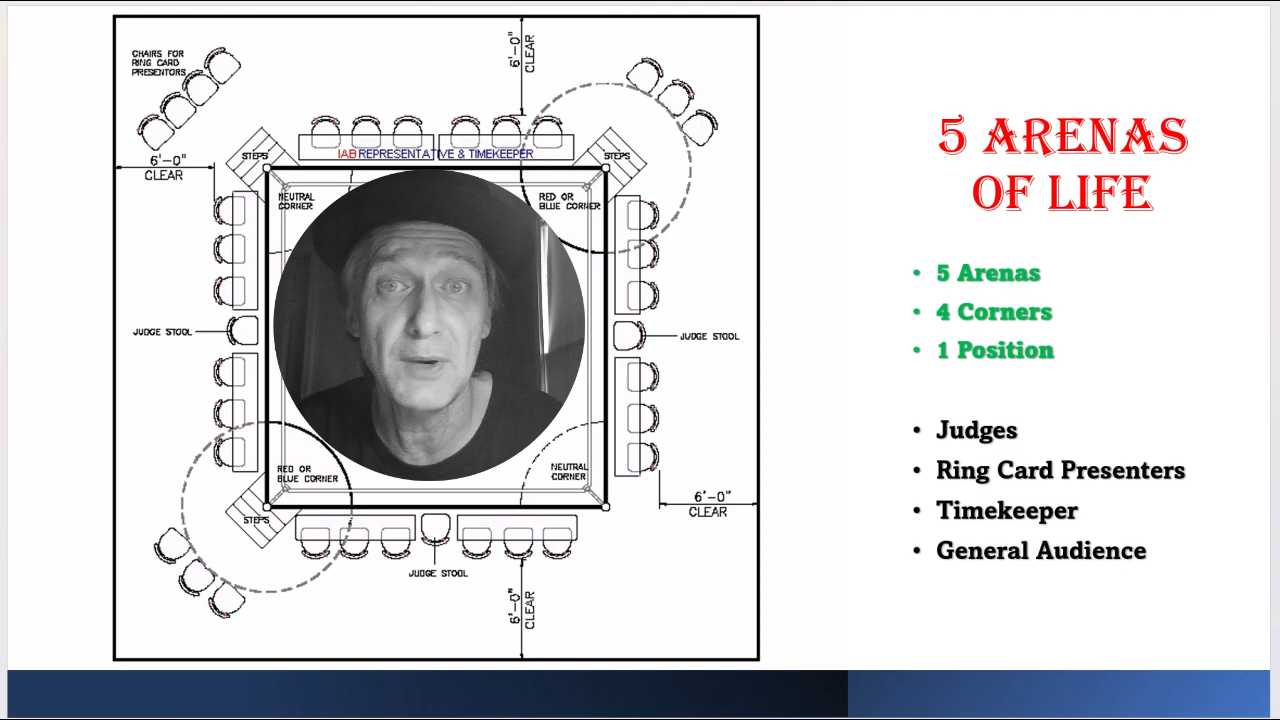 CHAIRS FOR
RING CARD
PRESENTORS
6'-0"
CLEAR
6'-0"
CLEAR
STEPS
IAB REPRESENTATIVE & TIMEKEEPER
STEPS
NEUTRAL
CORNER
RED OR
BLUE CORNER
JUDGE STOOL
JUDGE STOOL
RED OR
BLUE CORNER
NEUTRAL
CORNER
STEPS
6'-0"
CLEAR
JUDGE STOOL
6'-0"
CLEAR
5 ARENAS
OF LIFE
• 5 Arenas
• 4 Corners
• 1 Position
• Judges
• Ring Card Presenters
• Timekeeper
• General Audience